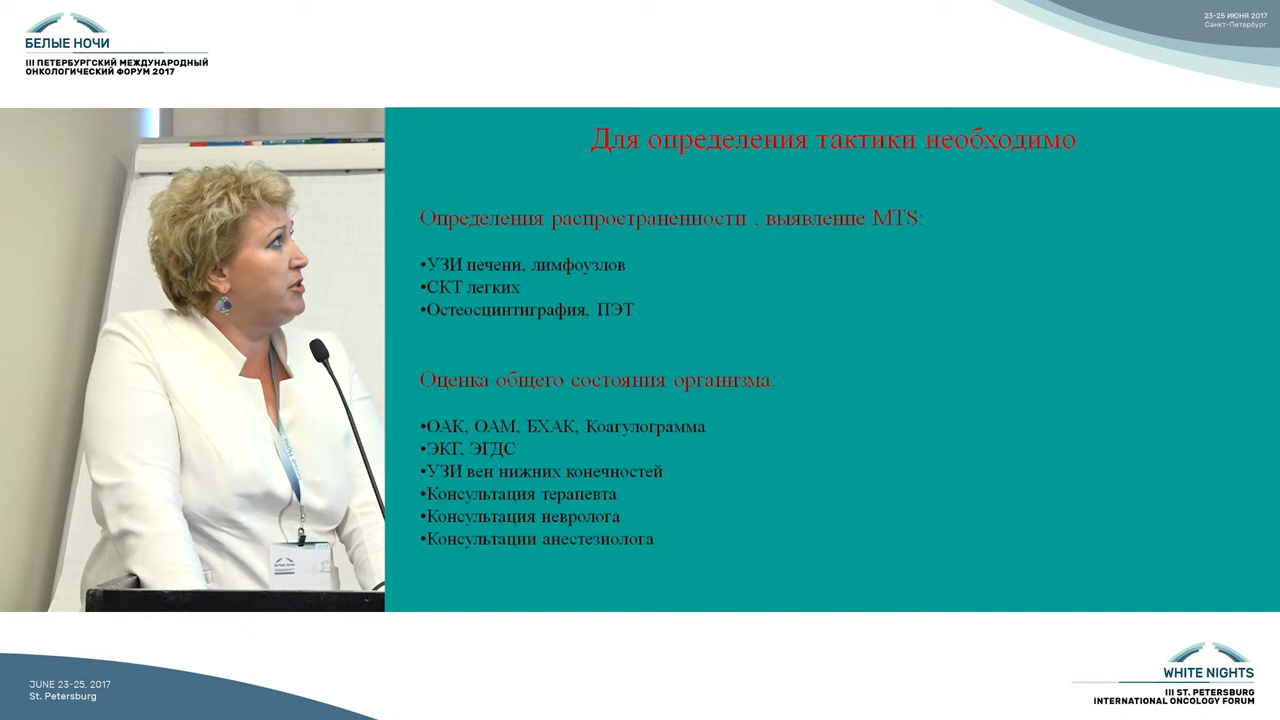 БЕЛЫЕ НОЧИ
III ПЕТЕРБУРГСКИЙ МЕЖДУНАРОДНЫЙ
ОНКОЛОГИЧЕСКИЙ ФОРУМ 2017
23-25 ИЮНЯ 2017
Санкт-Петербург
Для определения тактики необходимо
Определения распространенности , выявление MTS:
•УЗИ печени, лимфоузлов
•СКТ легких
•Остеосцинтиграфия, ПЭТ
Оценка общего состояния организма:
•ОАК, ОАМ, БХАК, Коагулограмма
•ЭКГ, ЭГДС
•УЗИ вен нижних конечностей
•Консультация терапевта
•Консультация невролога
•Консультации анестезиолога
БЕЛЫЕ НОЧИ
JUNE 23-25, 2017
St. Petersburg
WHITE NIGHTS
III ST. PETERSBURG
INTERNATIONAL ONCOLOGY FORUM